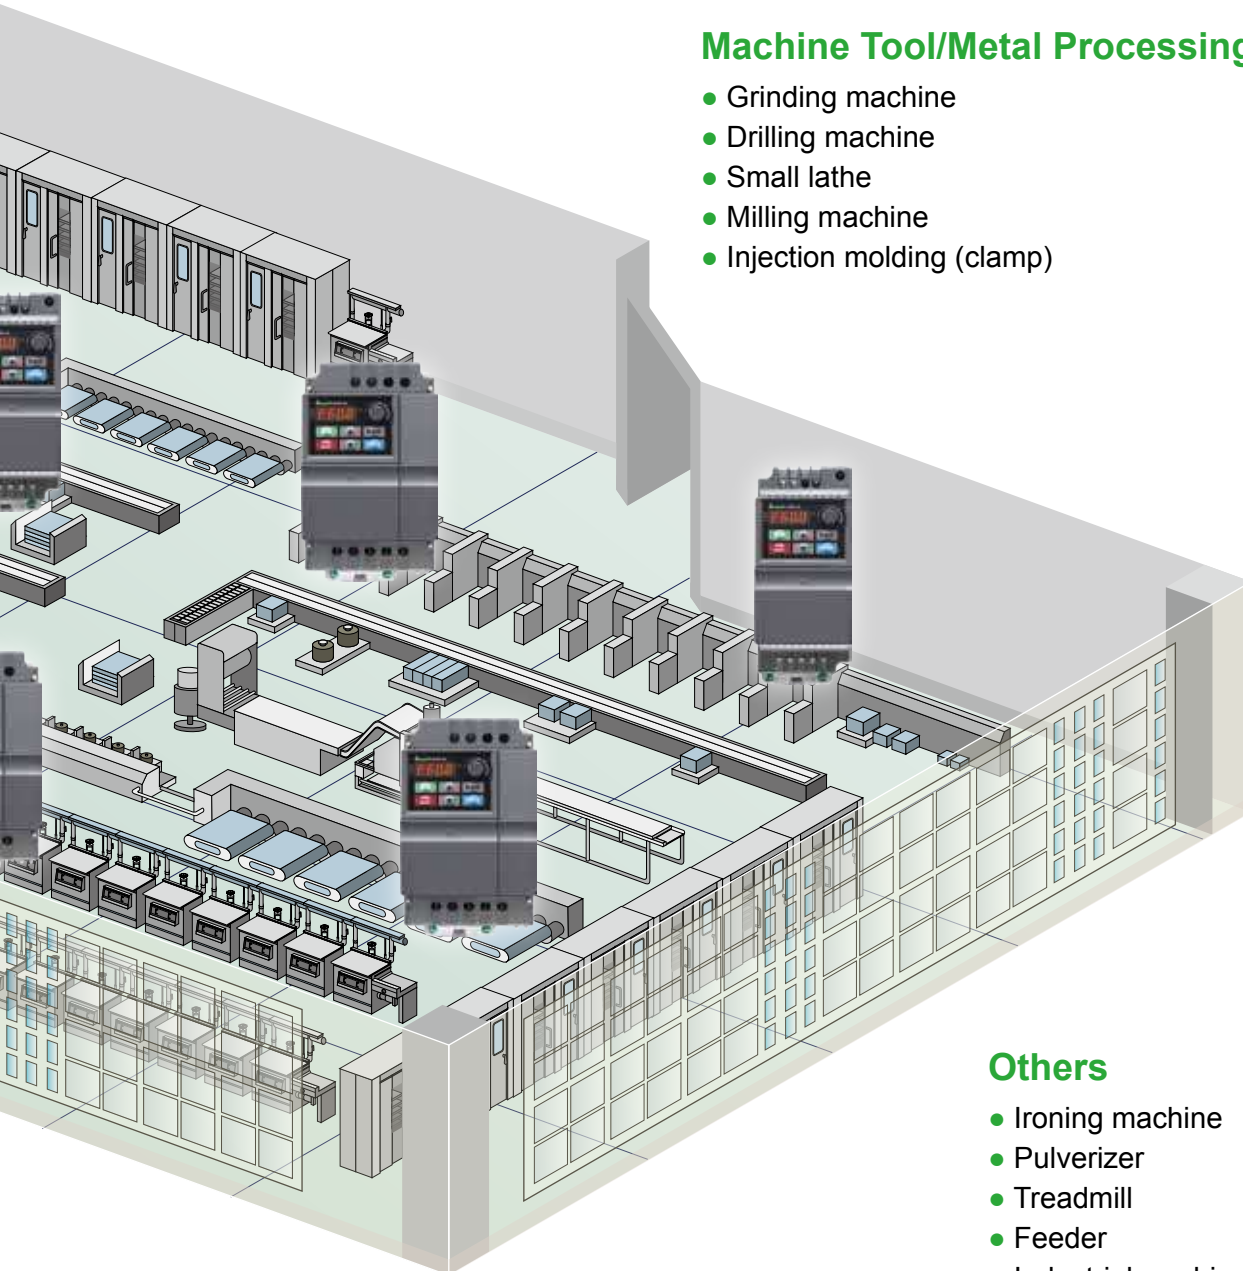 Machine Tool/Metal Processing
● Grinding machine
● Drilling machine
● Small lathe
● Milling machine
● Injection molding (clamp)
Others
● Ironing machine
● Pulverizer
● Treadmill
● Feeder